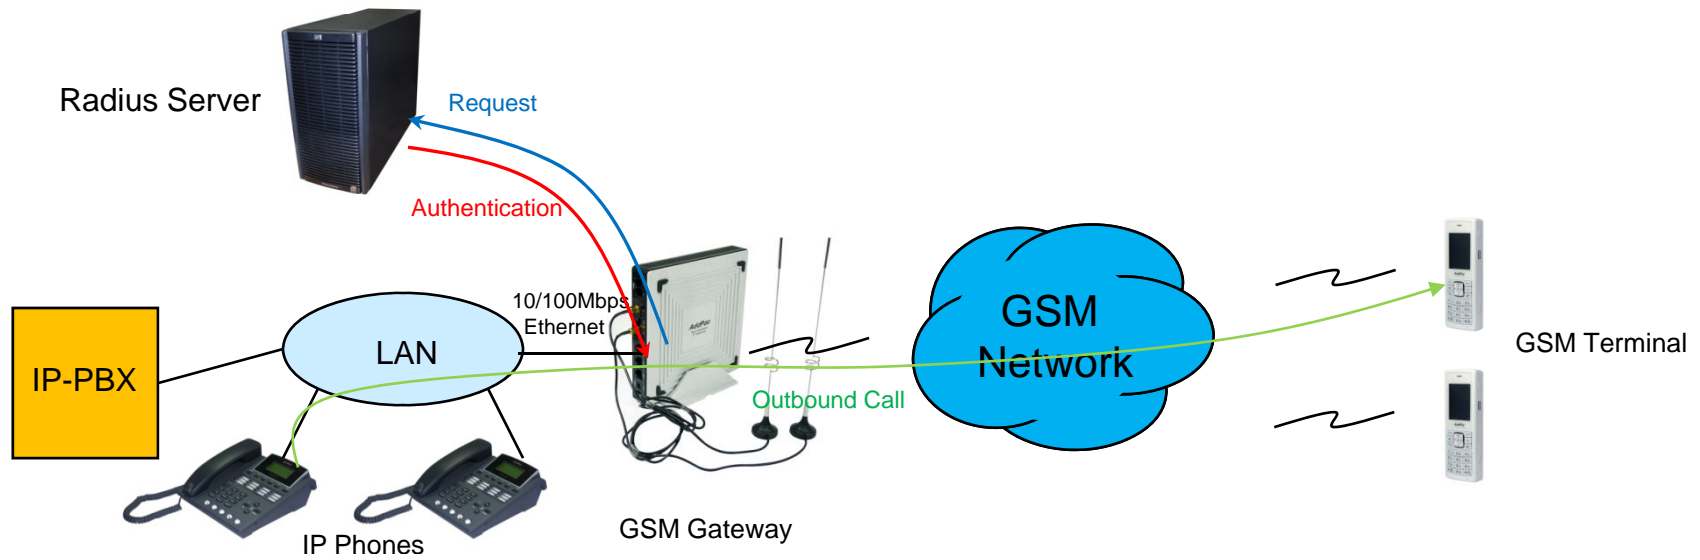 Radius Server
Request
Authentication
10/100Mbps
Ethernet
AddPac
GSM
Network
IP-PBX
LAN
GSM Terminal
Outbound Call
GSM Gateway
IP Phones